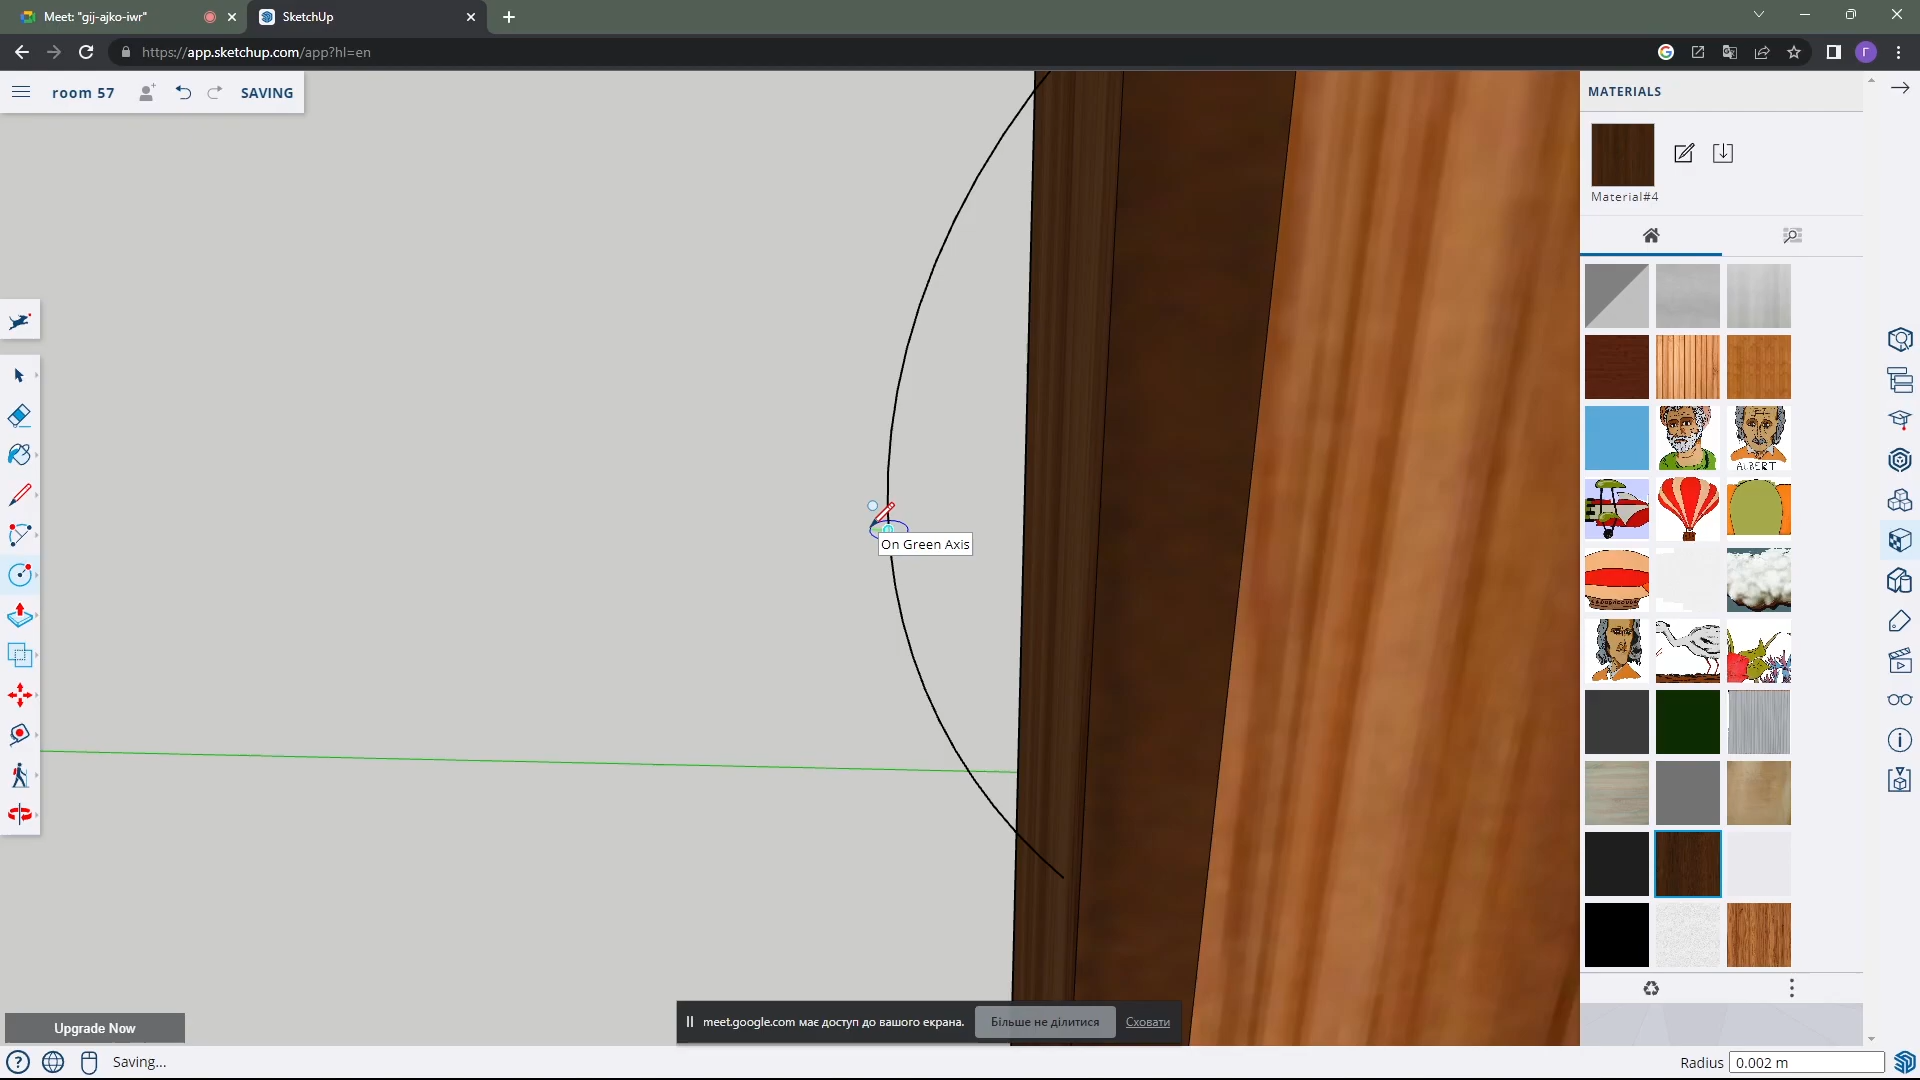 Meet: "gij-ajko-iwr"
SketchUp
https://app.sketchup.com/app?hl=en
Г
room 57
SAVING
MATERIALS
Material#4
ALBERT
On Green Axis
Upgrade Now
meet.google.com має доступ до вашого екрана.
Більше не ділитися
Сховати
Saving...
Radius
0.002 m